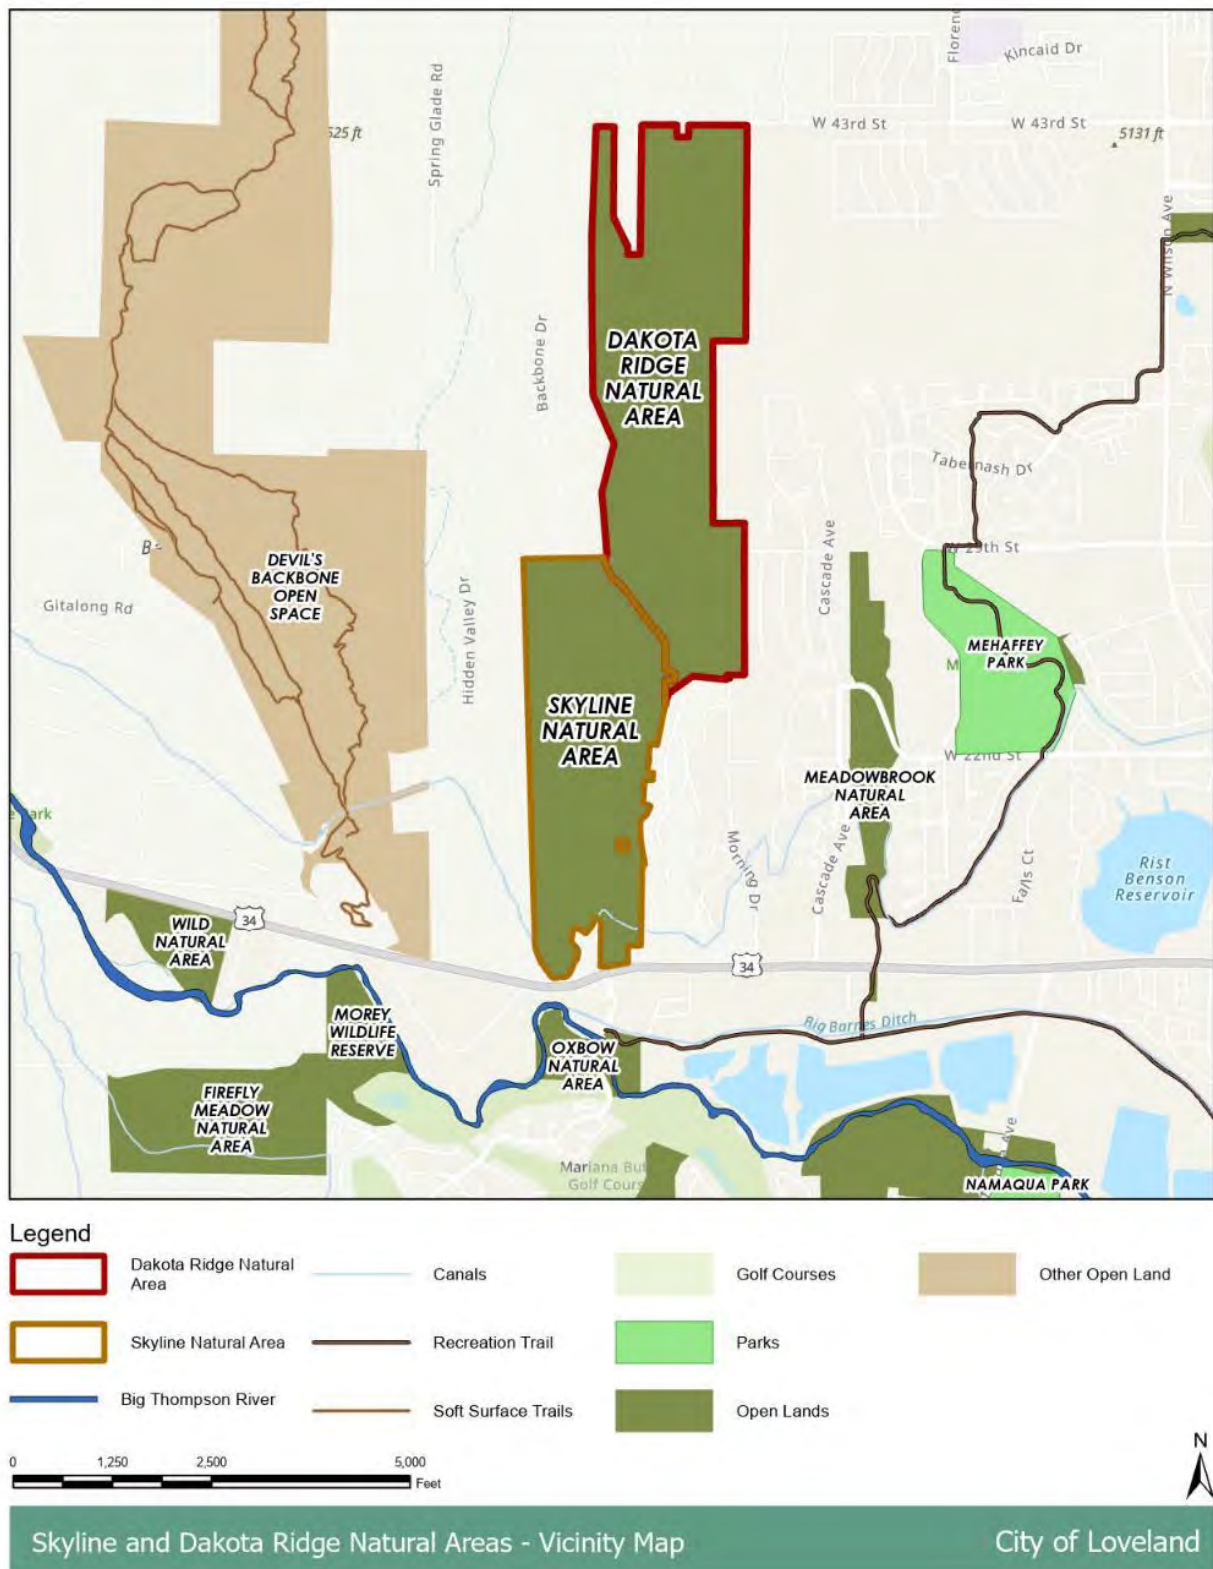 Kincaid Dr
W 43rd St
W 43rd St
525 ft
5131 ft
Spring Glade Rd
N Wilson Ave
Backbone Dr
DAKOTA
RIDGE
NATURAL
AREA
Tabernash Dr
Cascade Ave
DEVIL'S
BACKBONE
OPEN
SPACE
Gitalong Rd
Hidden Valley Dr
MEHAFFEY
PARK
SKYLINE
NATURAL
AREA
W 22nd St
MEADOWBROOK
NATURAL
AREA
Morning Dr
Cascade Ave
Falls Ct
Rist
Benson
Reservoir
WILD
NATURAL
AREA
34
34
MOREY
WILDLIFE
RESERVE
Big Barnes Ditch
OXBOW
NATURAL
AREA
FIREFLY
MEADOW
NATURAL
AREA
Mariana But
Golf Cours
NAMAQUA PARK
Legend
Dakota Ridge Natural
Area
Canals
Golf Courses
Other Open Land
Skyline Natural Area
Recreation Trail
Parks
Big Thompson River
Soft Surface Trails
Open Lands
N
0 1,250 2,500 5,000
Feet
Skyline and Dakota Ridge Natural Areas - Vicinity Map
City of Loveland